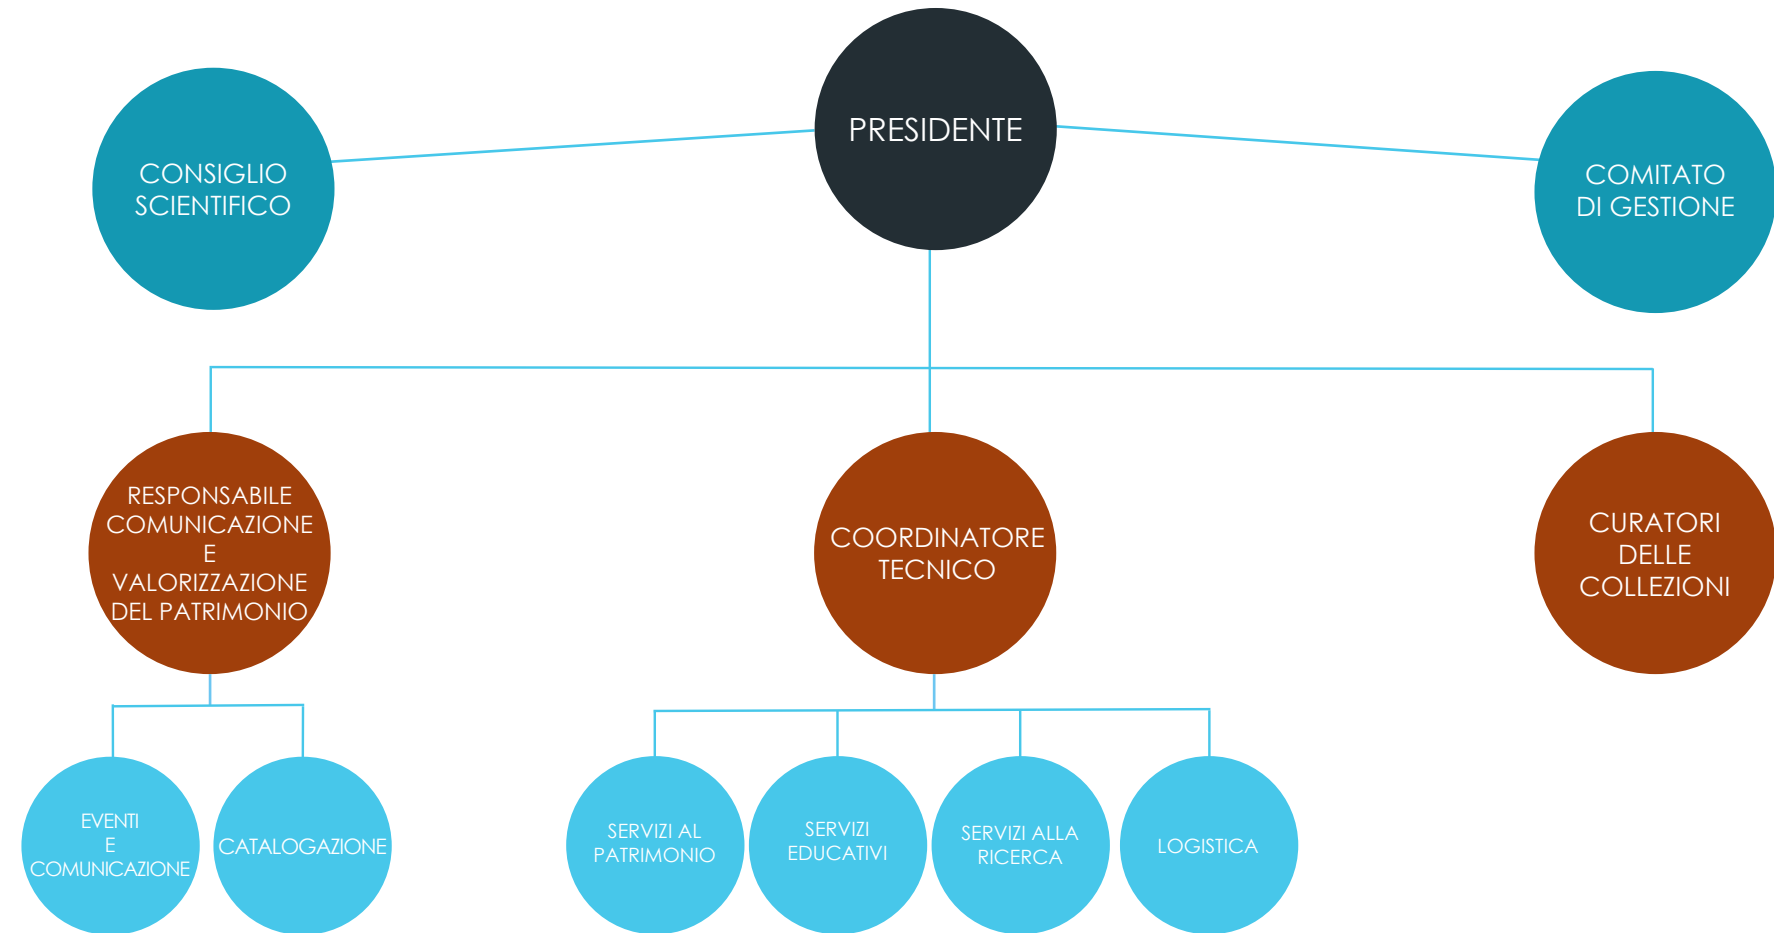 PRESIDENTE
CONSIGLIO
SCIENTIFICO
COMITATO
DI GESTIONE
RESPONSABILE
COMUNICAZIONE
E
VALORIZZAZIONE
DEL PATRIMONIO
COORDINATORE
TECNICO
CURATORI
DELLE
COLLEZIONI
EVENTI
E
COMUNICAZIONE
CATALOGAZIONE
SERVIZI AL
PATRIMONIO
SERVIZI
EDUCATIVI
SERVIZI ALLA
RICERCA
LOGISTICA